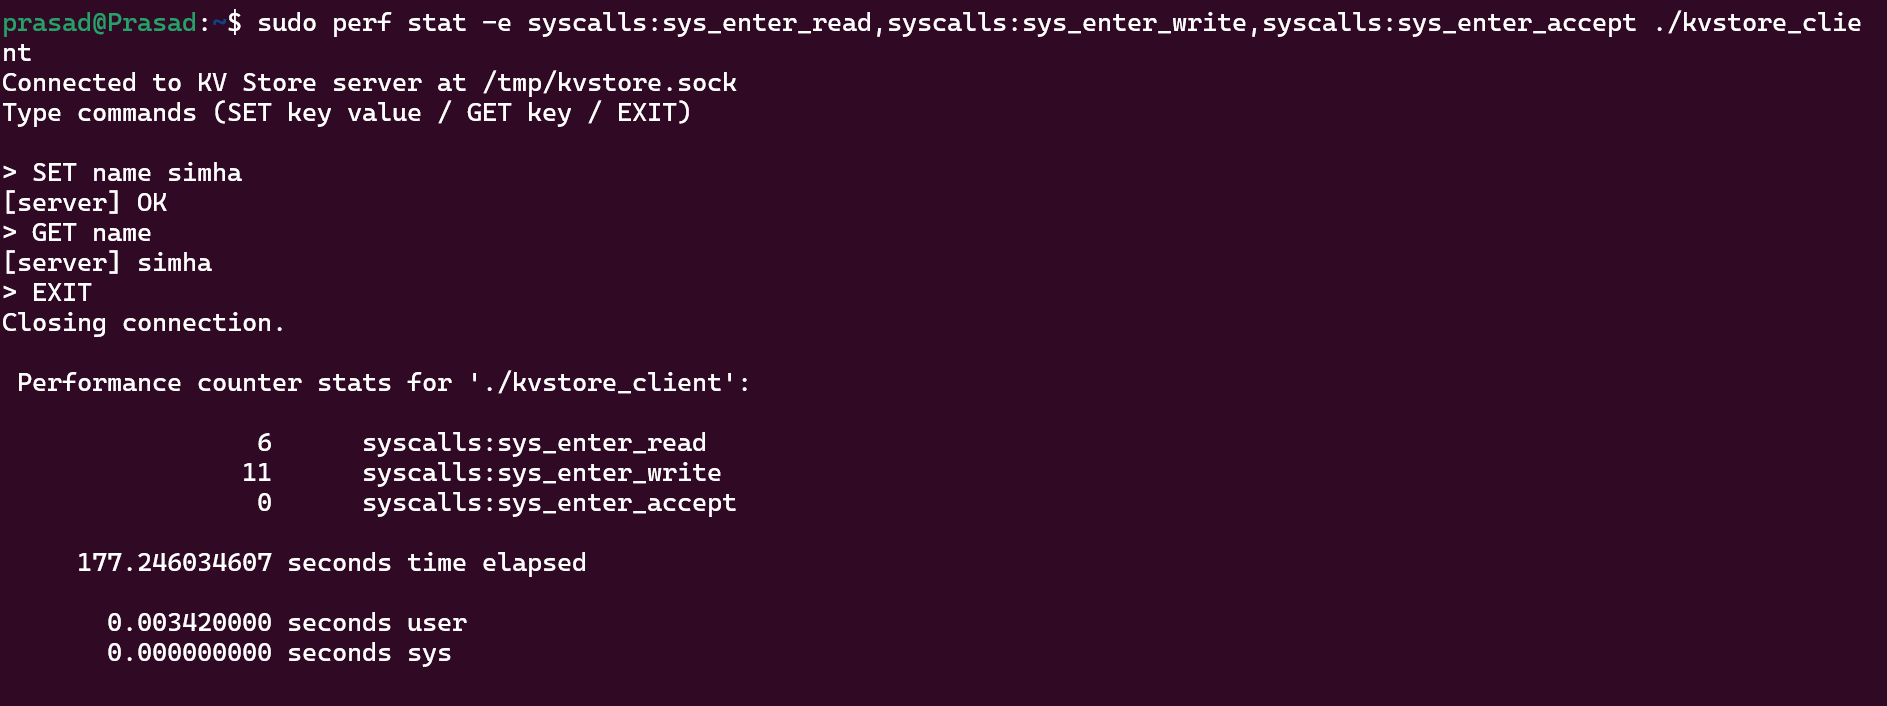 prasad@Prasad:~$ sudo perf stat -e syscalls:sys_enter_read,syscalls:sys_enter_write,syscalls:sys_enter_accept ./kvstore_clie
nt
Connected to KV Store server at /tmp/kvstore.sock
Type commands (SET key value / GET key / EXIT)

> SET name simha
[server] OK
> GET name
[server] simha
> EXIT
Closing connection.

 Performance counter stats for './kvstore_client':

                 6      syscalls:sys_enter_read
                11      syscalls:sys_enter_write
                 0      syscalls:sys_enter_accept

     177.246034607 seconds time elapsed

       0.003420000 seconds user
       0.000000000 seconds sys